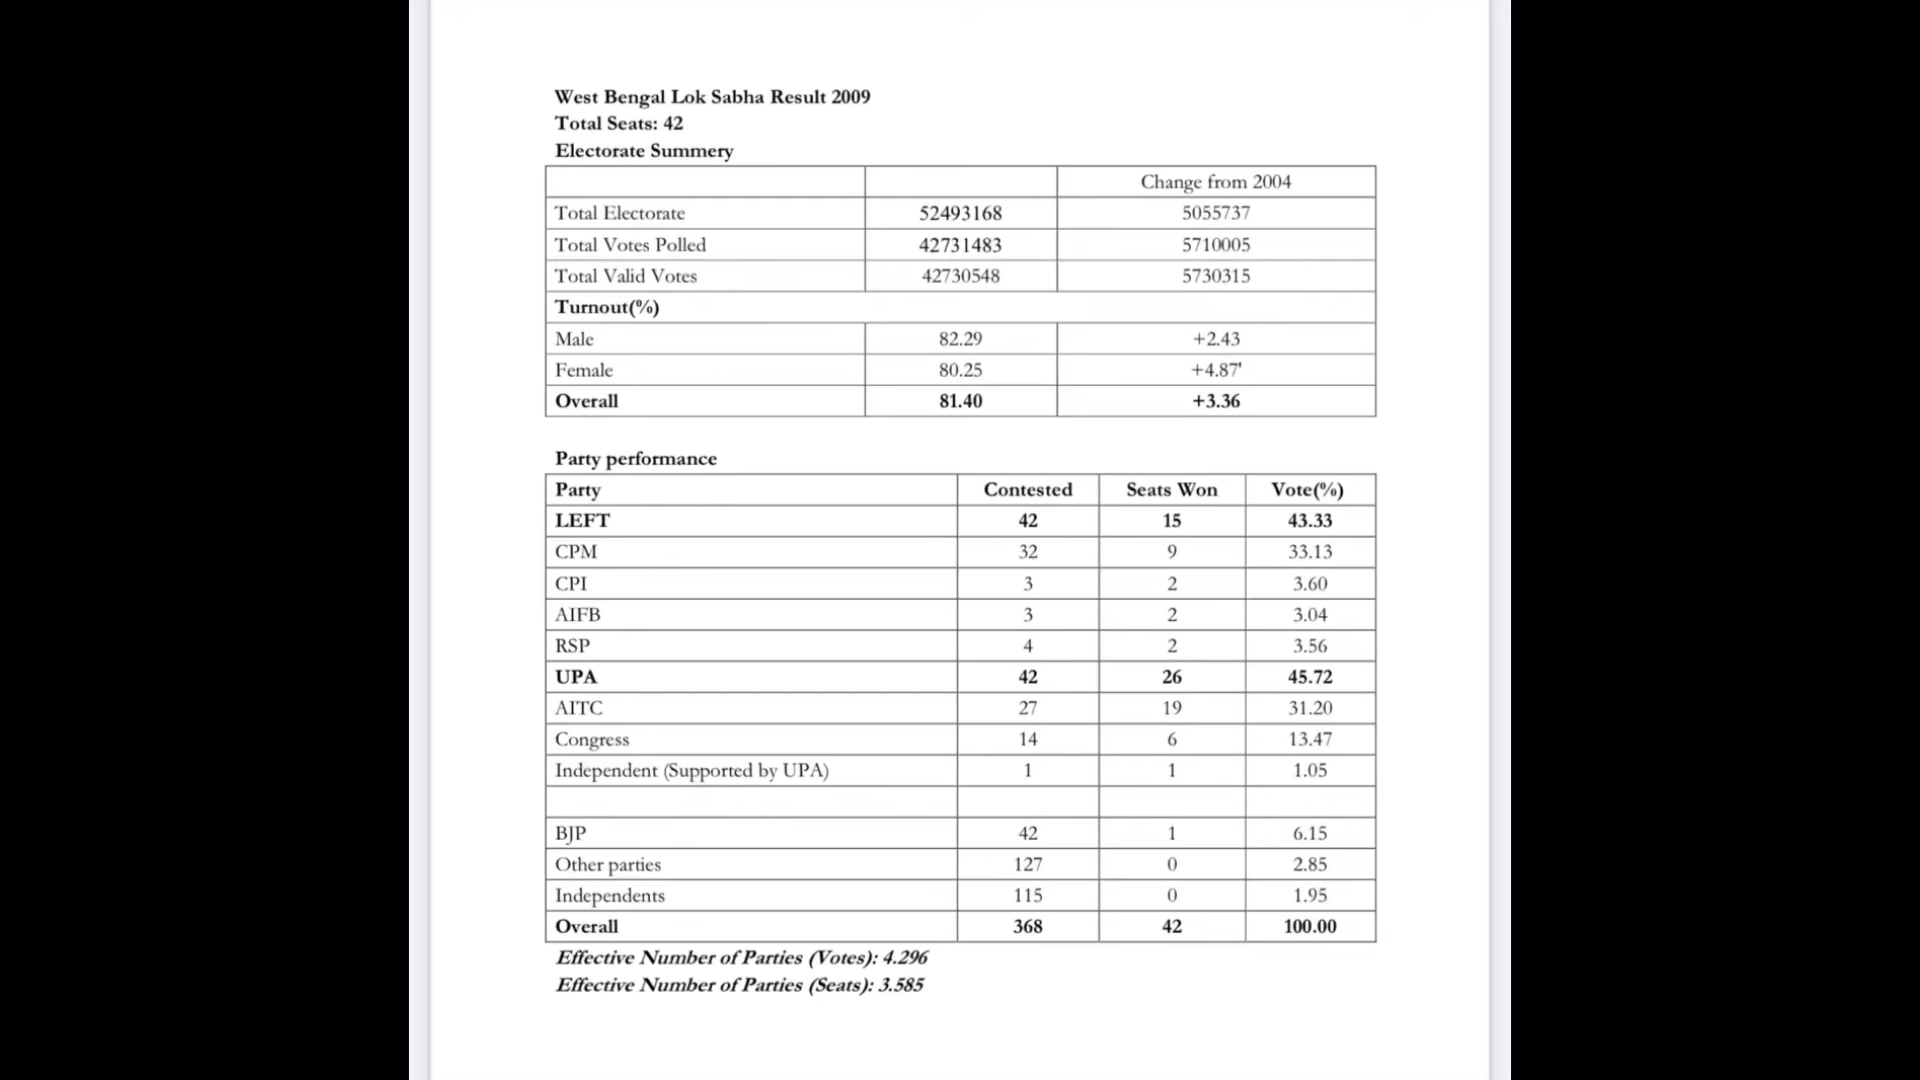 West Bengal Lok Sabha Result 2009
Total Seats: 42
Electorate Summery
Change from 2004
Total Electorate 52493168 5055737
Total Votes Polled 42731483 5710005
Total Valid Votes 42730548 5730315
Turnout(%)
Male 82.29 +2.43
Female 80.25 +4.87'
Overall 81.40 +3.36
Party performance
Party Contested Seats Won Vote(%)
LEFT 42 15 43.33
CPM 32 9 33.13
CPI 3 2 3.60
AIFB 3 2 3.04
RSP 4 2 3.56
UPA 42 26 45.72
AITC 27 19 31.20
Congress 14 6 13.47
Independent (Supported by UPA) 1 1 1.05
BJP 42 1 6.15
Other parties 127 0 2.85
Independents 115 0 1.95
Overall 368 42 100.00
Effective Number of Parties (Votes): 4.296
Effective Number of Parties (Seats): 3.585